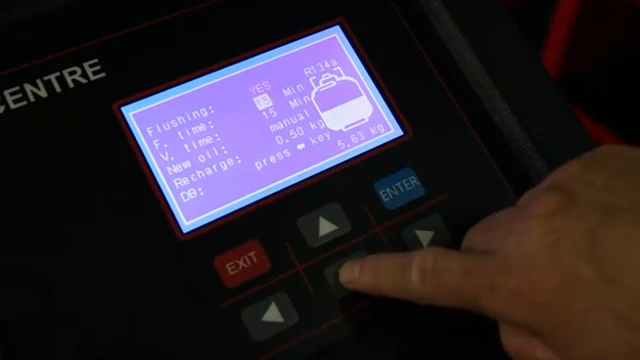 CENTRE
Flushing: YES
F. time: 15 Min R134a
V. time: 15 Min
New oil: manual
Recharge: 0.50 kg
DB: press ⬅ key 5.63 kg
ENTER
EXIT